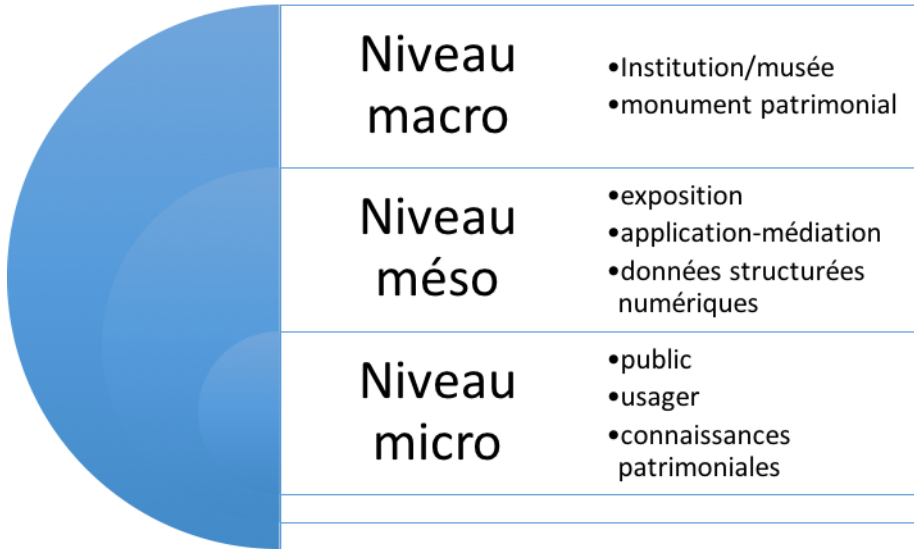 Niveau
macro
•Institution/musée
•monument patrimonial
Niveau
méso
•exposition
•application-médiation
•données structurées
numériques
Niveau
micro
•public
•usager
•connaissances
patrimoniales